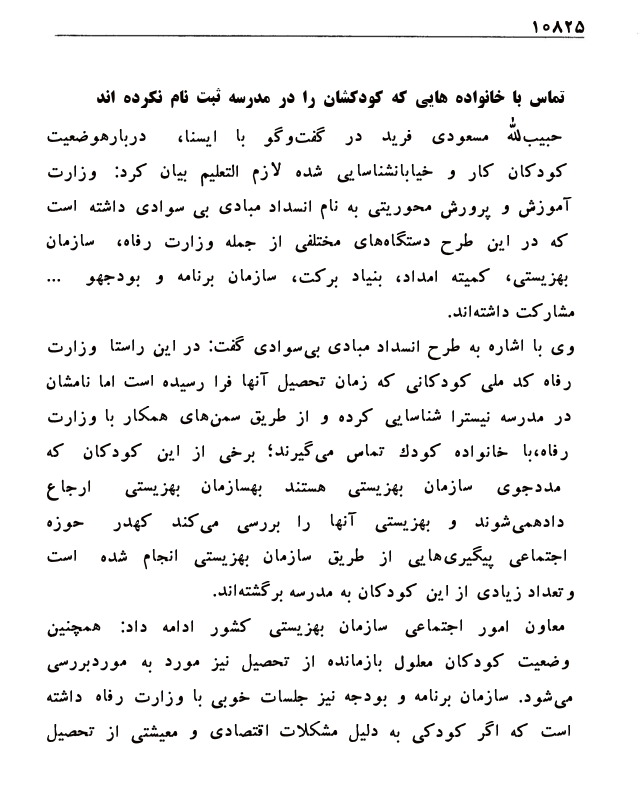 ۱۰۸۲۵
تماس با خانواده هایی که کودکشان را در مدرسه ثبت نام نکرده اند
حبیب‌الله مسعودی فرید در گفت‌وگو با ایسنا، دربارهوضعیت
کودکان کار و خیابانشناسایی شده لازم التعلیم بیان کرد: وزارت
آموزش و پرورش محوریتی به نام انسداد مبادی بی سوادی داشته است
که در این طرح دستگاه‌های مختلفی از جمله وزارت رفاه، سازمان
بهزیستی، کمیته امداد، بنیاد برکت، سازمان برنامه و بودجهو ...
مشارکت داشته‌اند.
وی با اشاره به طرح انسداد مبادی بی‌سوادی گفت: در این راستا وزارت
رفاه کد ملی کودکانی که زمان تحصیل آنها فرا رسیده است اما نامشان
در مدرسه نیسترا شناسایی کرده و از طریق سمن‌های همکار با وزارت
رفاه،با خانواده کودك تماس می‌گیرند؛ برخی از این کودکان که
مددجوی سازمان بهزیستی هستند بهسازمان بهزیستی ارجاع
دادهمی‌شوند و بهزیستی آنها را بررسی می‌کند کهدر حوزه
اجتماعی پیگیری‌هایی از طریق سازمان بهزیستی انجام شده است
وتعداد زیادی از این کودکان به مدرسه برگشته‌اند.
معاون امور اجتماعی سازمان بهزیستی کشور ادامه داد: همچنین
وضعیت کودکان معلول بازمانده از تحصیل نیز مورد به موردبررسی
می‌شود. سازمان برنامه و بودجه نیز جلسات خوبی با وزارت رفاه داشته
است که اگر کودکی به دلیل مشکلات اقتصادی و معیشتی از تحصیل